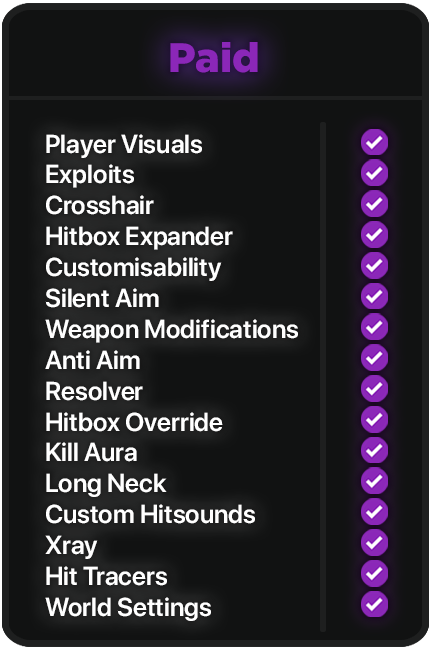 Paid
Player Visuals
Exploits
Crosshair
Hitbox Expander
Customisability
Silent Aim
Weapon Modifications
Anti Aim
Resolver
Hitbox Override
Kill Aura
Long Neck
Custom Hitsounds
Xray
Hit Tracers
World Settings